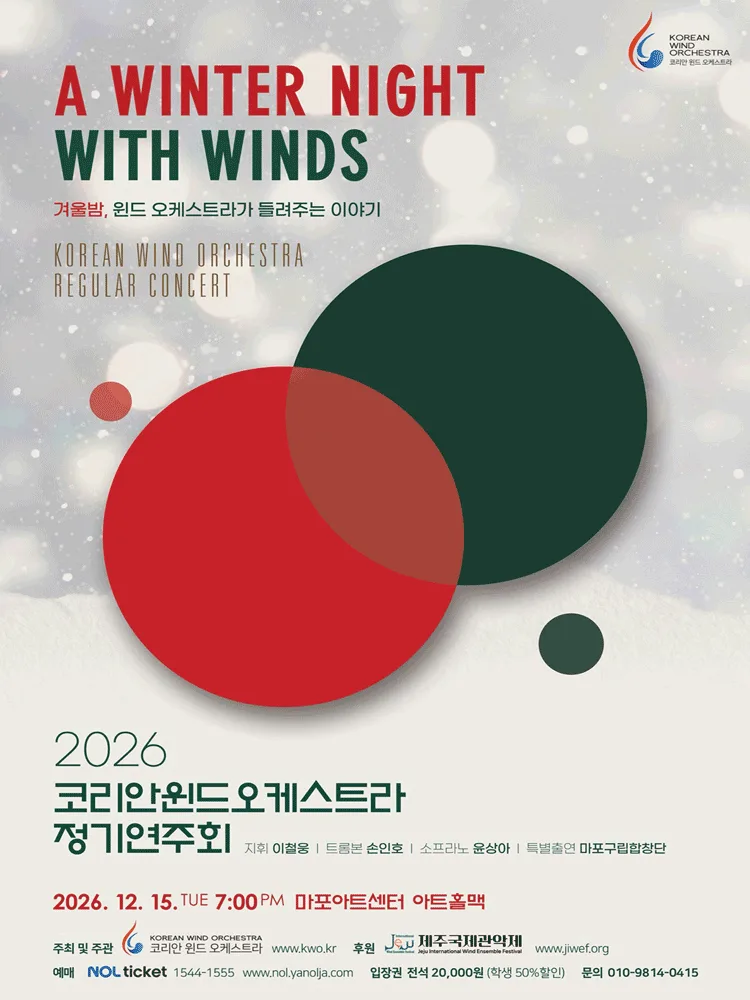 KOREAN
WIND
ORCHESTRA
코리안 윈드 오케스트라
A WINTER NIGHT
WITH WINDS
겨울밤, 윈드 오케스트라가 들려주는 이야기
KOREAN WIND ORCHESTRA
REGULAR CONCERT
2026
코리안윈드오케스트라
정기연주회 지휘 이철웅 | 트롬본 손인호 | 소프라노 윤상아 | 특별출연 마포구립합창단
2026. 12. 15. TUE 7:00 PM 마포아트센터 아트홀맥
주최 및 주관 KOREAN WIND ORCHESTRA 코리안 윈드 오케스트라 www.kwo.kr 후원 Jeju 제주국제관악제 Jeju International Wind Ensemble Festival www.jiwef.org
예매 NOL ticket 1544-1555 www.nol.yanolja.com 입장권 전석 20,000원 (학생 50%할인) 문의 010-9814-0415